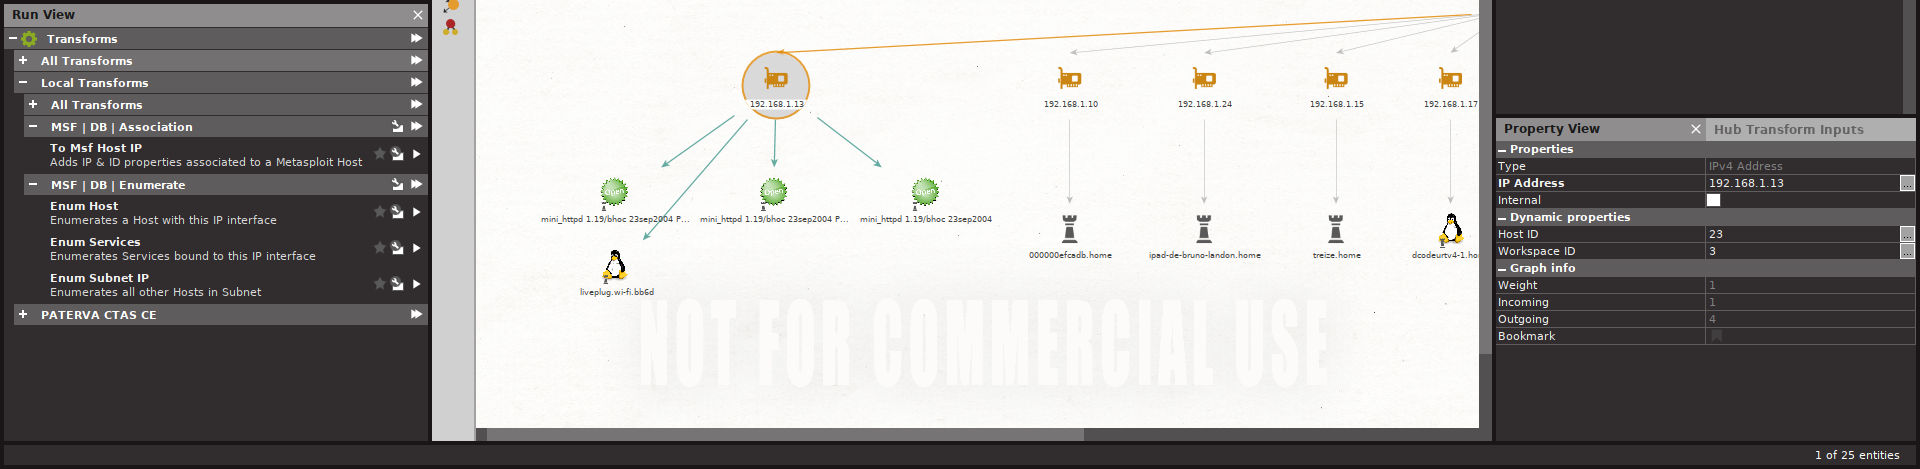 Run View
Transforms
All Transforms
Local Transforms
All Transforms
MSF | DB | Association
To Msf Host IP
Adds IP & ID properties associated to a Metasploit Host
MSF | DB | Enumerate
Enum Host
Enumerates a Host with this IP interface
Enum Services
Enumerates Services bound to this IP interface
Enum Subnet IP
Enumerates all other Hosts in Subnet
PATERVA CTAS CE
192.168.1.13
192.168.1.10
192.168.1.24
192.168.1.15
192.168.1.17
Open
Open
Open
mini_httpd 1.19/bhoc 23sep2004 P...
mini_httpd 1.19/bhoc 23sep2004 P...
mini_httpd 1.19/bhoc 23sep2004
000000efcadb.home
ipad-de-bruno-landon.home
treize.home
dcodeurtv4-1.ho
liveplug.wi-fi.bb6d
NOT FOR COMMERCIAL USE
Property View
Hub Transform Inputs
Properties
Type IPv4 Address
IP Address 192.168.1.13 ...
Internal
Dynamic properties
Host ID 23 ...
Workspace ID 3 ...
Graph info
Weight 1
Incoming 1
Outgoing 4
Bookmark
1 of 25 entities